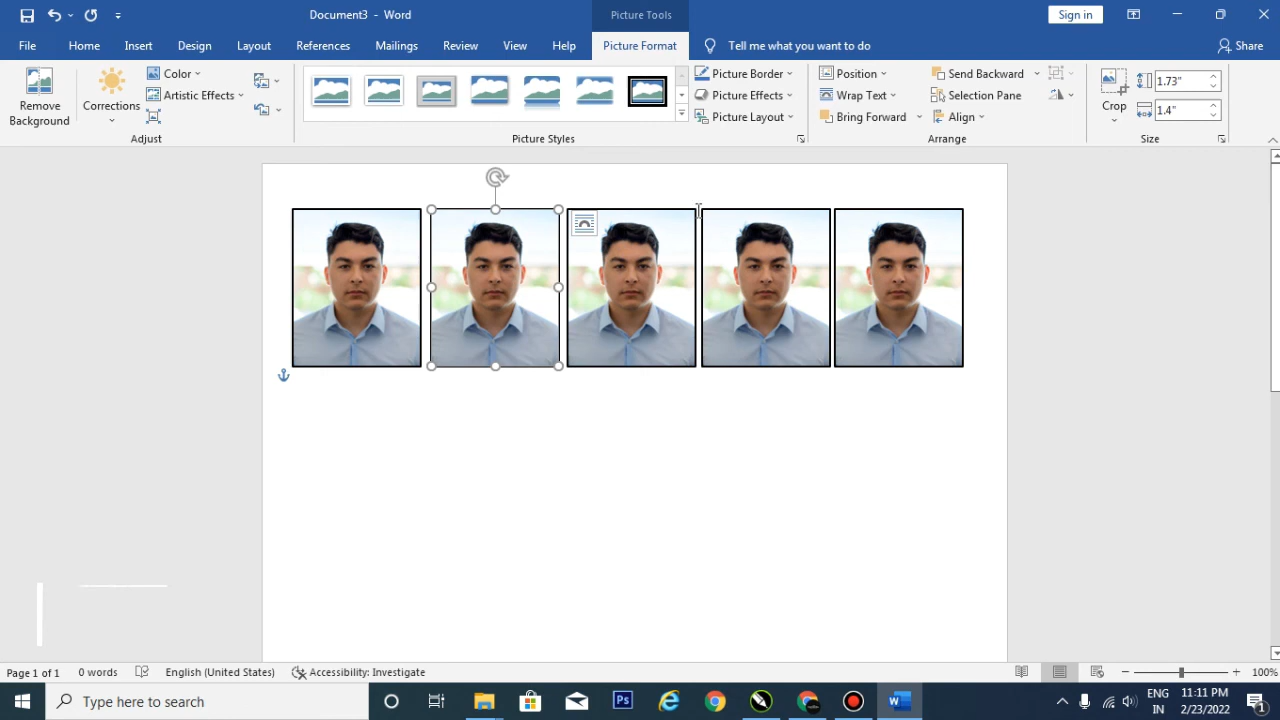 Document3 - Word
Picture Tools
Sign in
File Home Insert Design Layout References Mailings Review View Help Picture Format Tell me what you want to do Share
Remove Background
Corrections
Color
Artistic Effects
Adjust
Picture Styles
Picture Border
Picture Effects
Picture Layout
Position
Wrap Text
Bring Forward
Send Backward
Selection Pane
Align
Arrange
Crop
1.73"
1.4"
Size
Page 1 of 1 0 words English (United States) Accessibility: Investigate 100%
Type here to search
Ps
W
ENG
IN
11:11 PM
2/23/2022
1